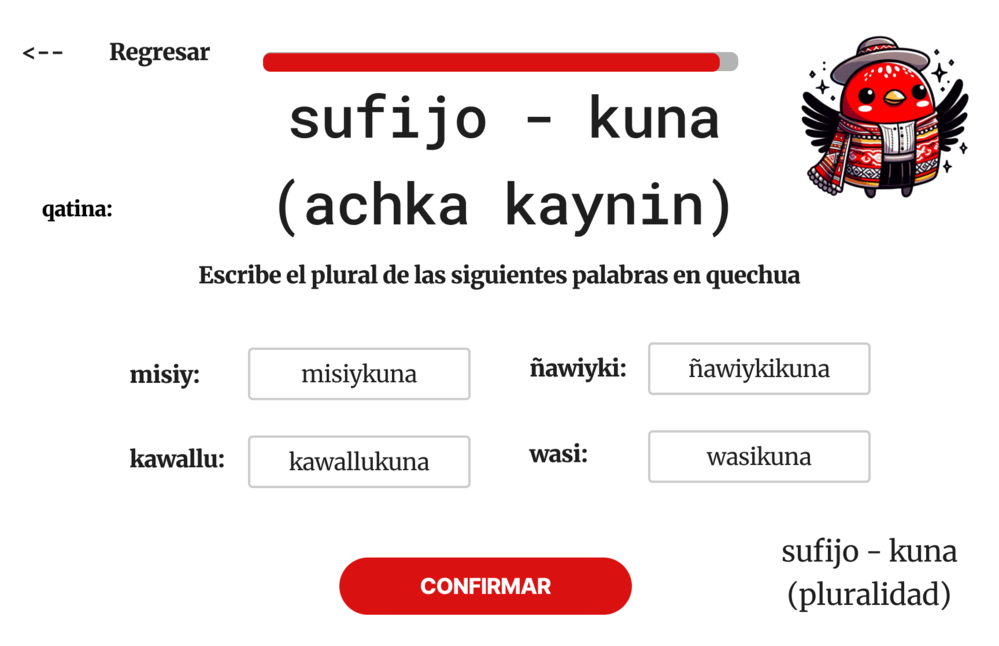 <-- Regresar
sufijo - kuna
(achka kaynin)
qatina:
Escribe el plural de las siguientes palabras en quechua
misiy: misiykuna
ñawiyki: ñawiykikuna
kawallu: kawallukuna
wasi: wasikuna
sufijo - kuna
(pluralidad)
CONFIRMAR